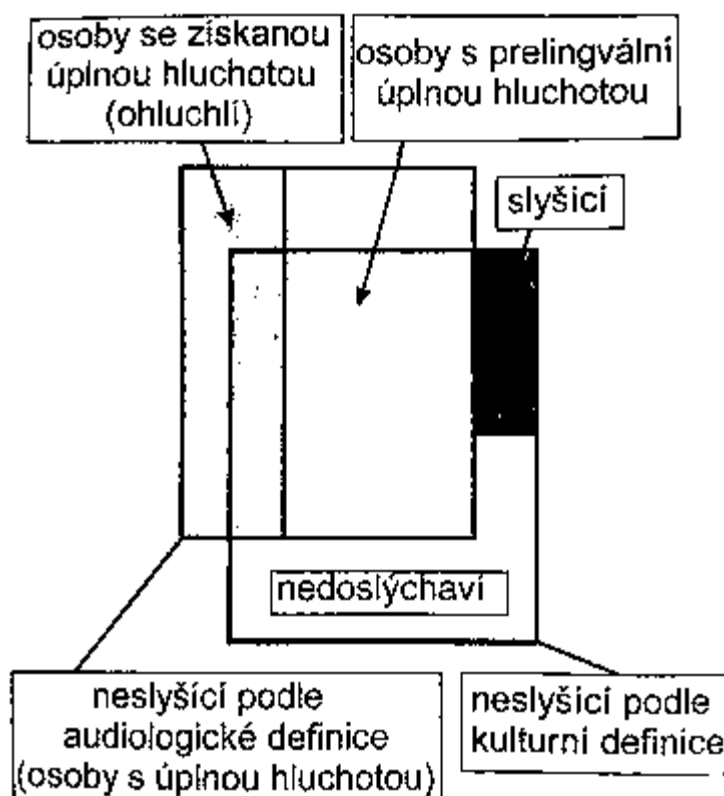 osoby se získanou
úplnou hluchotou
(ohluchlí)
osoby s prelingvální
úplnou hluchotou
slyšící
nedoslýchaví
neslyšící podle
audiologické definice
(osoby s úplnou hluchotou)
neslyšící podle
kulturní definice